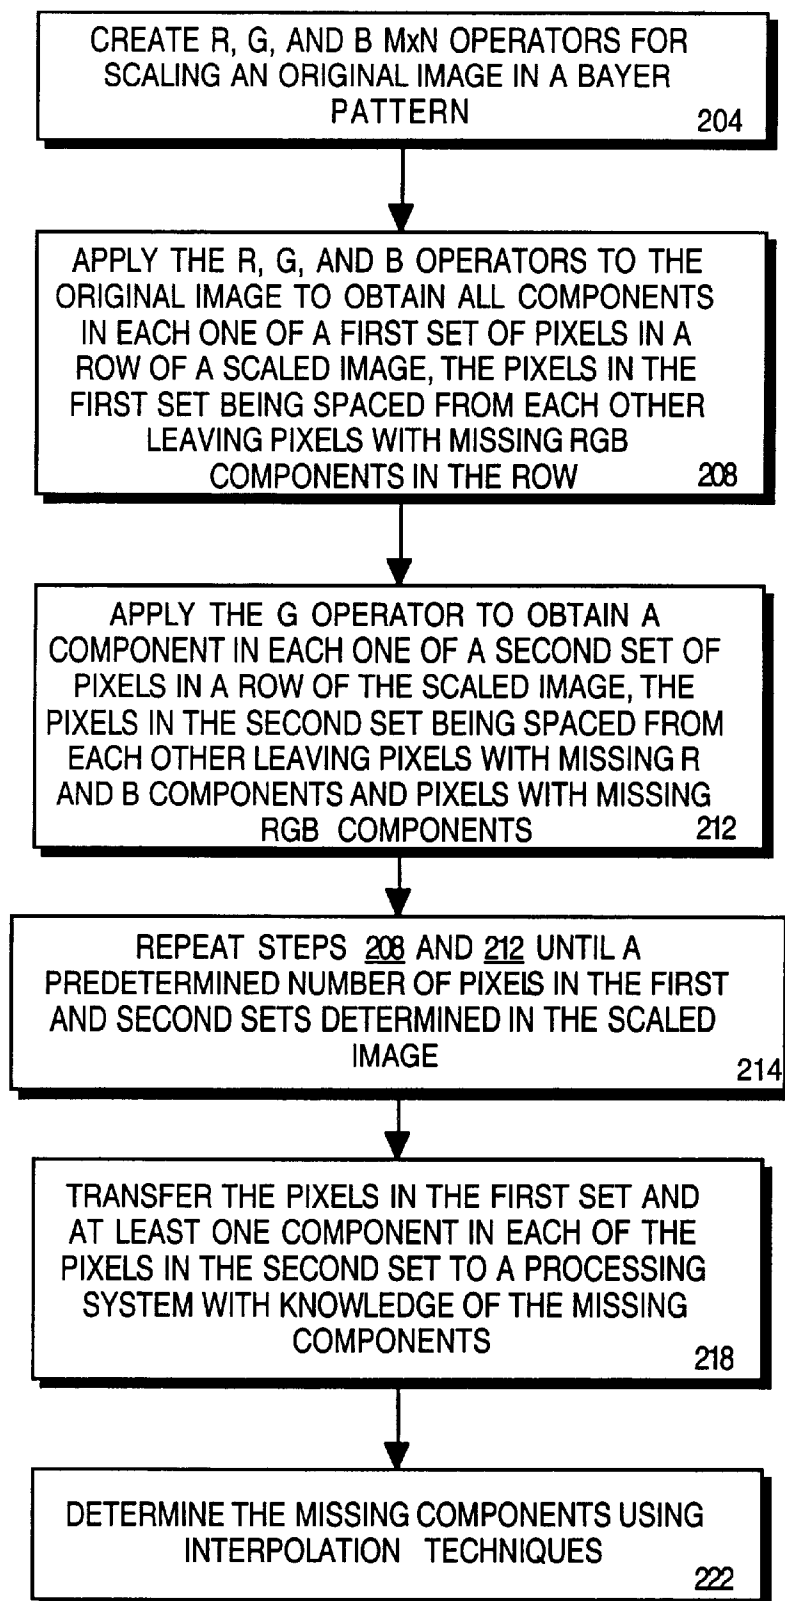 CREATE R, G, AND B MxN OPERATORS FOR
SCALING AN ORIGINAL IMAGE IN A BAYER
PATTERN
204
APPLY THE R, G, AND B OPERATORS TO THE
ORIGINAL IMAGE TO OBTAIN ALL COMPONENTS
IN EACH ONE OF A FIRST SET OF PIXELS IN A
ROW OF A SCALED IMAGE, THE PIXELS IN THE
FIRST SET BEING SPACED FROM EACH OTHER
LEAVING PIXELS WITH MISSING RGB
COMPONENTS IN THE ROW
208
APPLY THE G OPERATOR TO OBTAIN A
COMPONENT IN EACH ONE OF A SECOND SET OF
PIXELS IN A ROW OF THE SCALED IMAGE, THE
PIXELS IN THE SECOND SET BEING SPACED FROM
EACH OTHER LEAVING PIXELS WITH MISSING R
AND B COMPONENTS AND PIXELS WITH MISSING
RGB COMPONENTS
212
REPEAT STEPS 208 AND 212 UNTIL A
PREDETERMINED NUMBER OF PIXELS IN THE FIRST
AND SECOND SETS DETERMINED IN THE SCALED
IMAGE
214
TRANSFER THE PIXELS IN THE FIRST SET AND
AT LEAST ONE COMPONENT IN EACH OF THE
PIXELS IN THE SECOND SET TO A PROCESSING
SYSTEM WITH KNOWLEDGE OF THE MISSING
COMPONENTS
218
DETERMINE THE MISSING COMPONENTS USING
INTERPOLATION TECHNIQUES
222